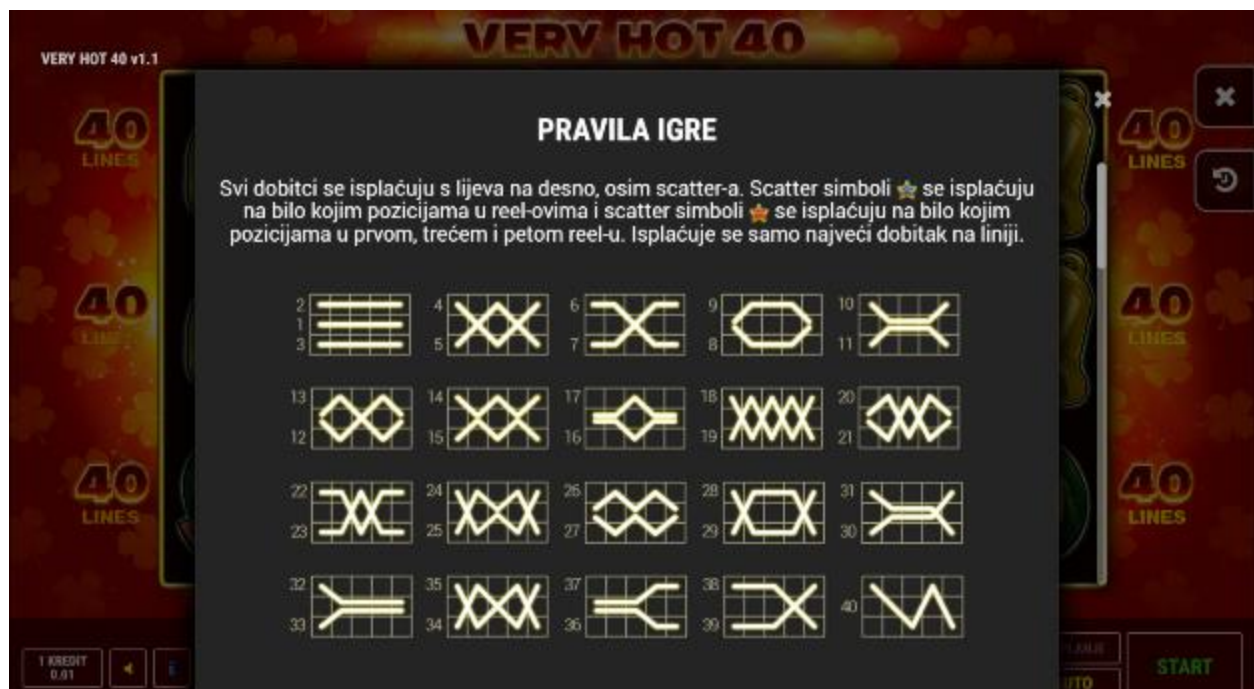 VERY HOT 40
VERY HOT 40 v1.1
40
LINES
40
LINES
40
LINES
PRAVILA IGRE
Svi dobitci se isplaćuju s lijeva na desno, osim scatter-a. Scatter simboli se isplaćuju
na bilo kojim pozicijama u reel-ovima i scatter simboli se isplaćuju na bilo kojim
pozicijama u prvom, trećem i petom reel-u. Isplaćuje se samo najveći dobitak na liniji.
2 4 6 9 10
1
3 5 7 8 11
13 14 17 18 20
12 15 16 19 21
22 24 26 28 31
23 25 27 29 30
32 35 37 38
40
33 34 36 39
40
LINES
40
LINES
40
LINES
1 KREDIT
0.01
START